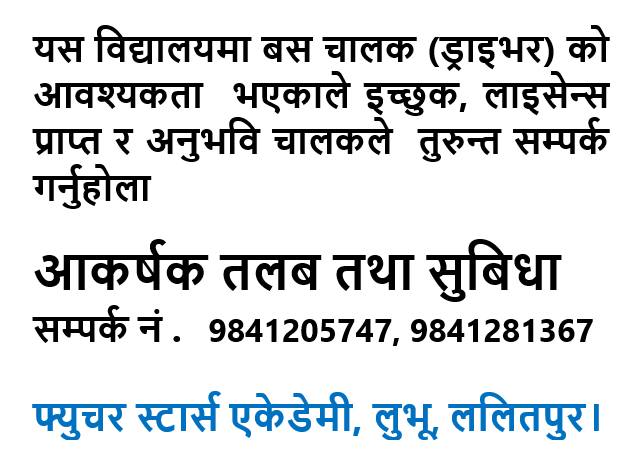 यस विद्यालयमा बस चालक (ड्राइभर) को
आवश्यकता भएकाले इच्छुक, लाइसेन्स
प्राप्त र अनुभवि चालकले तुरुन्त सम्पर्क
गर्नुहोला
आकर्षक तलब तथा सुबिधा
सम्पर्क नं . 9841205747, 9841281367
फ्युचर स्टार्स एकेडेमी, लुभू, ललितपुर।